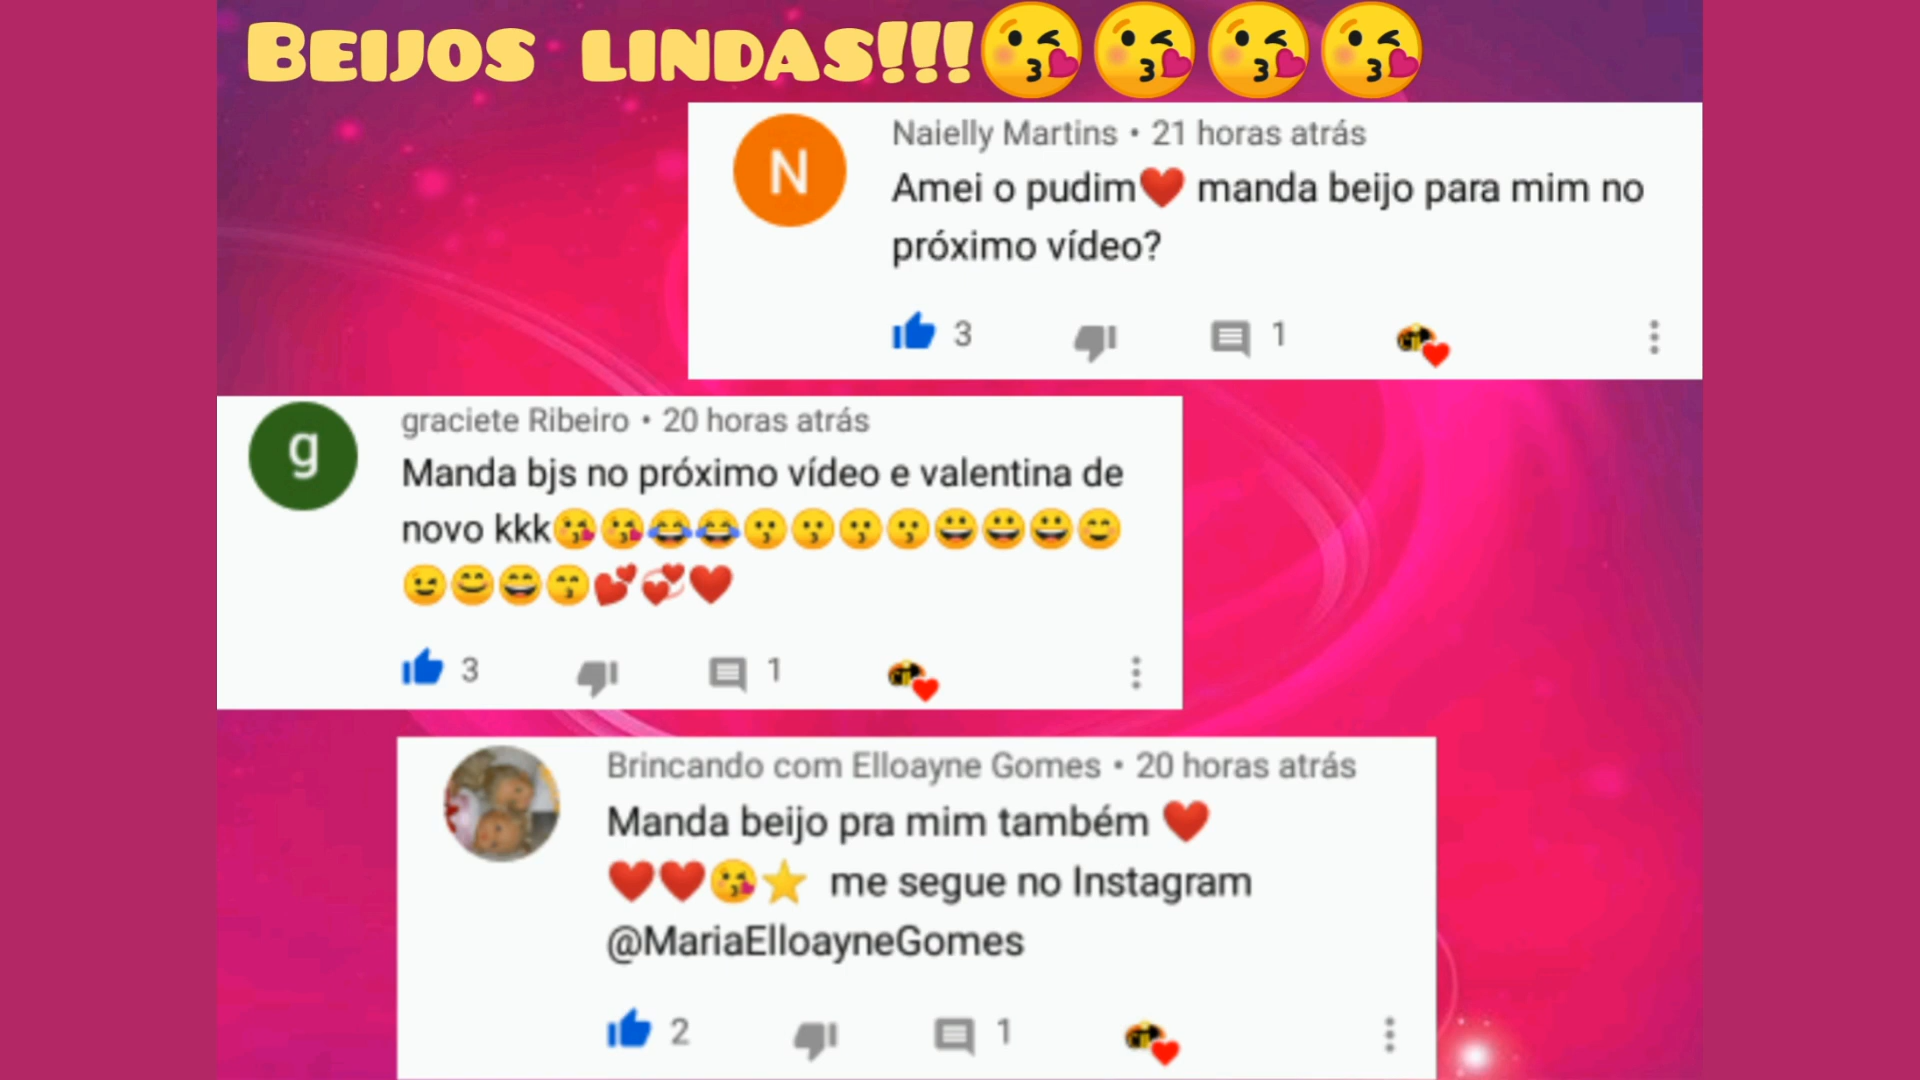 BEIJOS LINDAS!!!😘😘😘😘
N
Naielly Martins • 21 horas atrás
Amei o pudim❤ manda beijo para mim no
próximo vídeo?
3 1
g
graciete Ribeiro • 20 horas atrás
Manda bjs no próximo vídeo e valentina de
novo kkk😘😘😂😂😗😗😗😗😀😀😀😊
😉😄😄😙💕💞❤
3 1
Brincando com Elloayne Gomes • 20 horas atrás
Manda beijo pra mim também ❤
❤❤😘⭐ me segue no Instagram
@MariaElloayneGomes
2 1